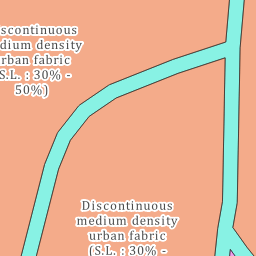 iscontinuous
edium density
urban fabric
(S.L. : 30% -
50%)
Discontinuous
medium density
urban fabric
(S.L. : 30% -